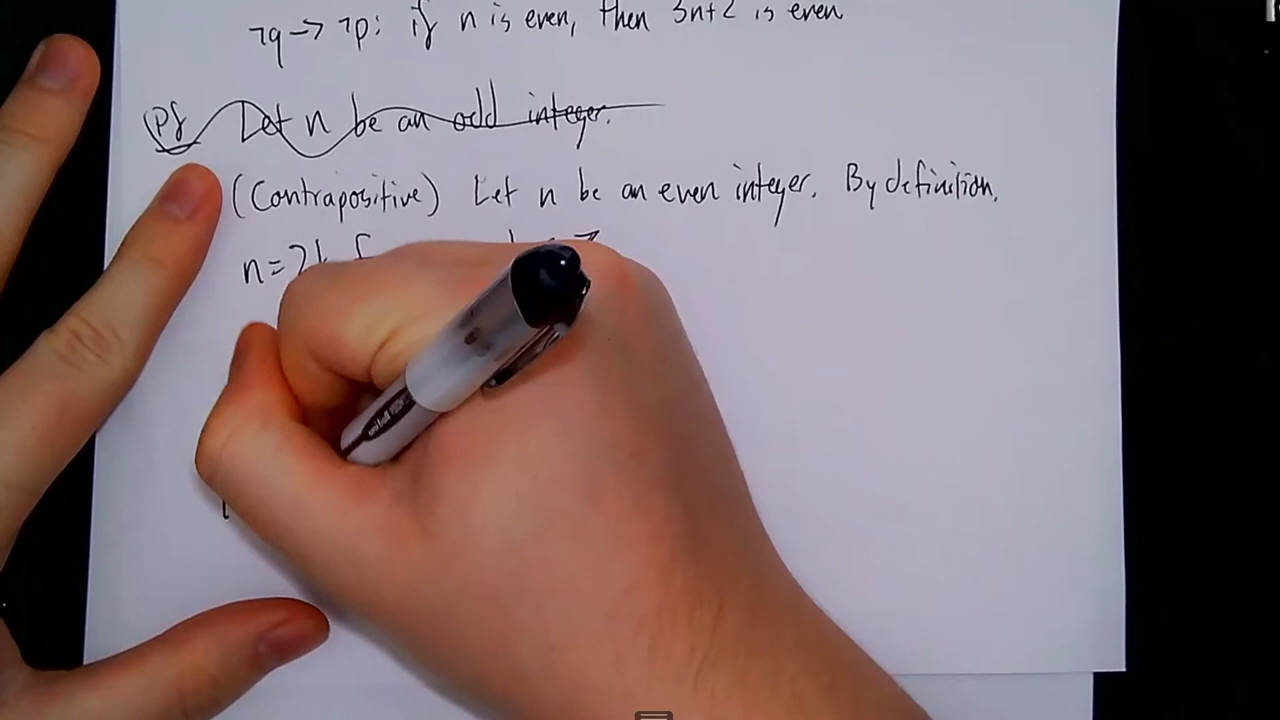 ¬q → ¬p: if n is even, then 3n+2 is even
Pf Let n be an odd integer.
(Contrapositive) Let n be an even integer. By definition,
n=2k